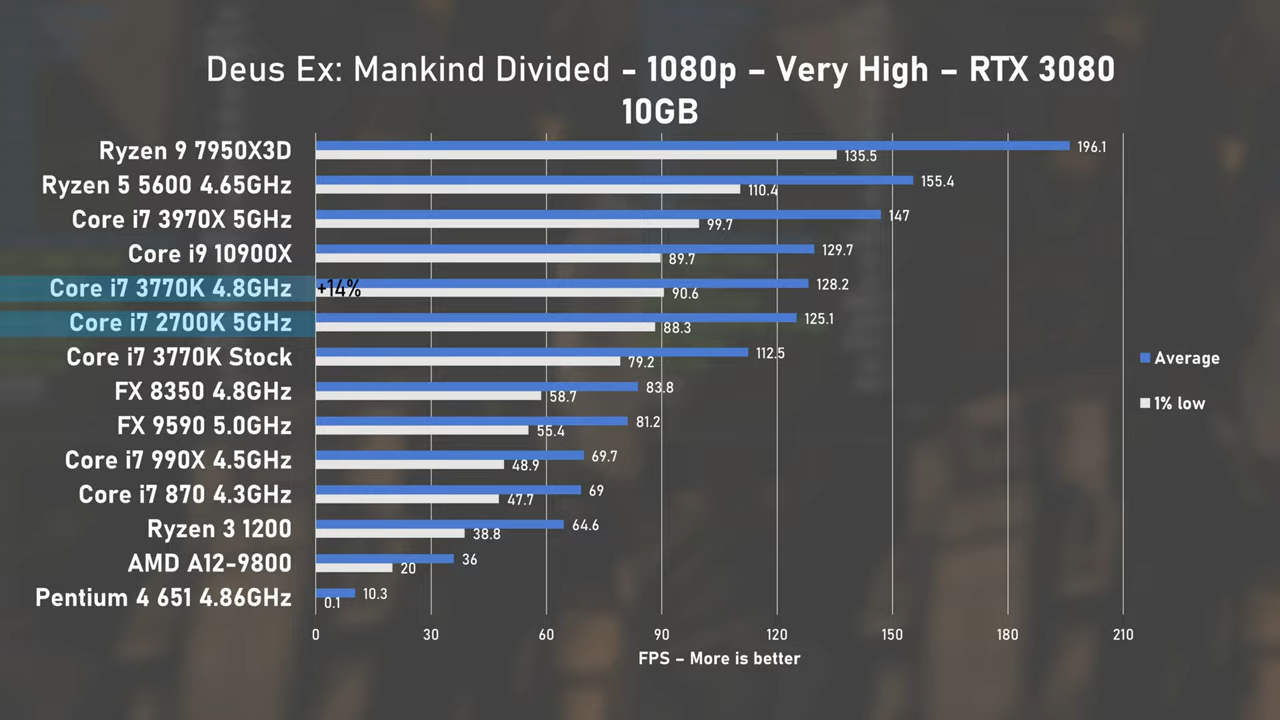 Deus Ex: Mankind Divided - 1080p – Very High – RTX 3080
10GB
Ryzen 9 7950X3D 196.1
135.5
Ryzen 5 5600 4.65GHz 155.4
110.4
Core i7 3970X 5GHz 147
99.7
Core i9 10900X 129.7
89.7
Core i7 3770K 4.8GHz +14% 128.2
90.6
Core i7 2700K 5GHz 125.1
88.3
Core i7 3770K Stock 112.5
79.2
FX 8350 4.8GHz 83.8
58.7
FX 9590 5.0GHz 81.2
55.4
Core i7 990X 4.5GHz 69.7
48.9
Core i7 870 4.3GHz 69
47.7
Ryzen 3 1200 64.6
38.8
AMD A12-9800 36
20
Pentium 4 651 4.86GHz 10.3
0.1
0 30 60 90 120 150 180 210
FPS – More is better
Average
1% low